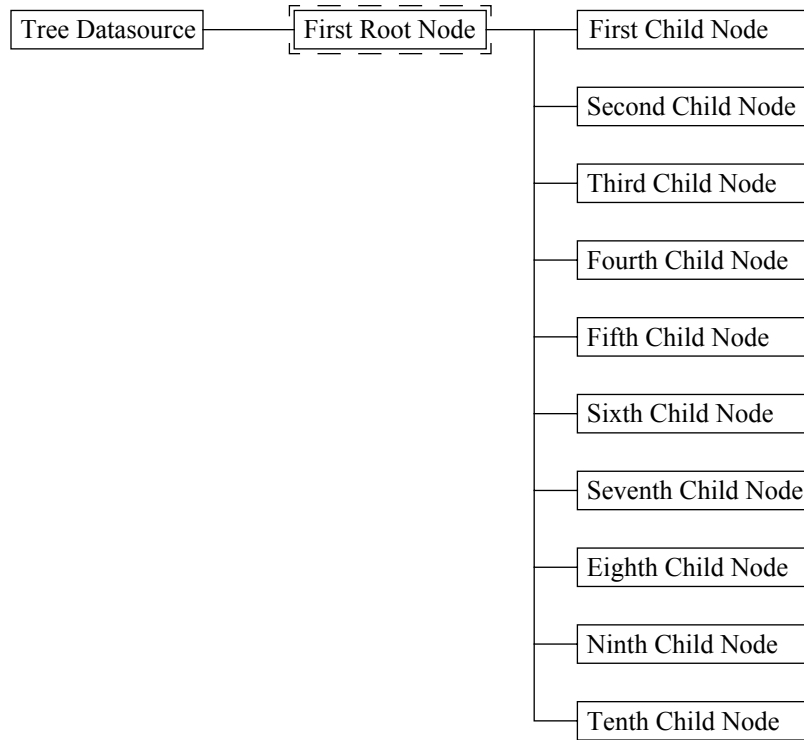 Tree Datasource
First Root Node
First Child Node
Second Child Node
Third Child Node
Fourth Child Node
Fifth Child Node
Sixth Child Node
Seventh Child Node
Eighth Child Node
Ninth Child Node
Tenth Child Node